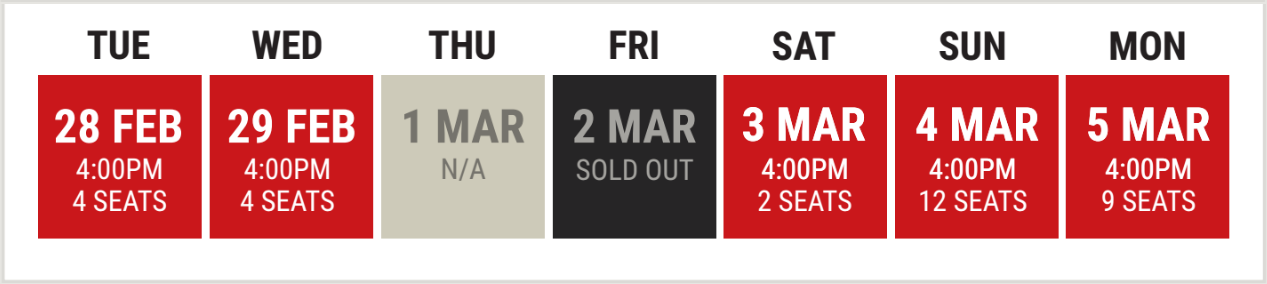 TUE WED THU FRI SAT SUN MON
28 FEB 29 FEB 1 MAR 2 MAR 3 MAR 4 MAR 5 MAR
4:00PM 4:00PM N/A SOLD OUT 4:00PM 4:00PM 4:00PM
4 SEATS 4 SEATS 2 SEATS 12 SEATS 9 SEATS